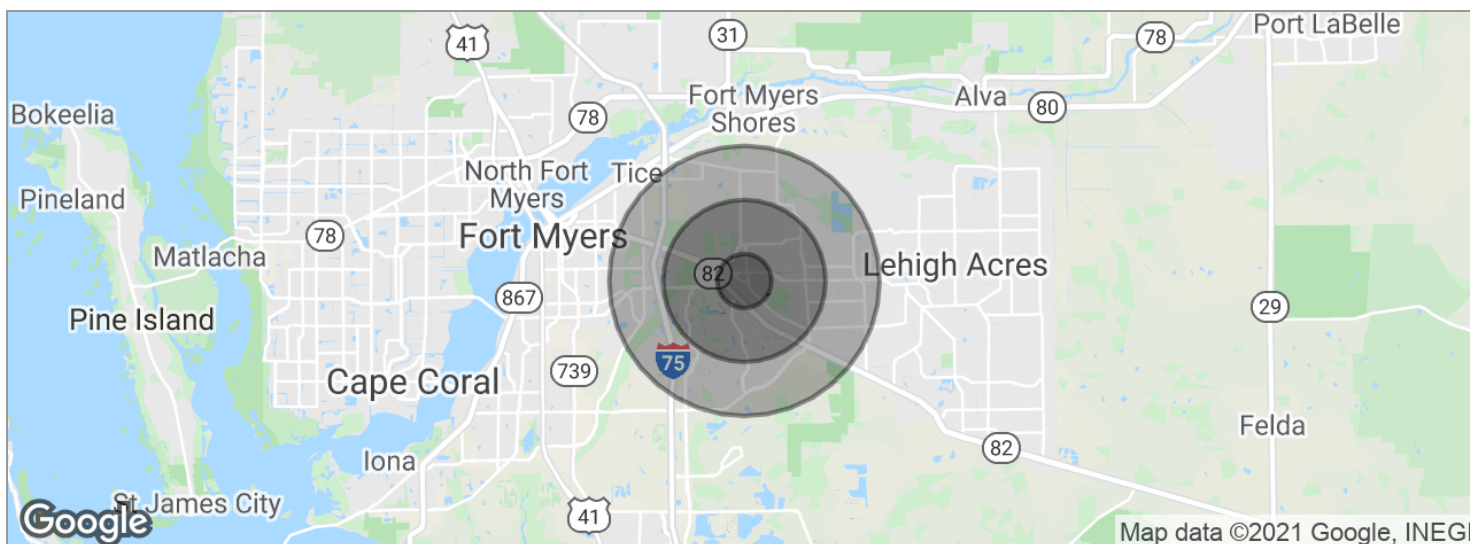 Port LaBelle
41
31
78
Bokeelia
Fort Myers
Shores
Alva
80
78
Pineland
North Fort
Myers
Tice
Fort Myers
78
Matlacha
82
Lehigh Acres
867
29
Pine Island
75
739
Cape Coral
Felda
82
Iona
St James City
41
Google
Map data ©2021 Google, INEGI